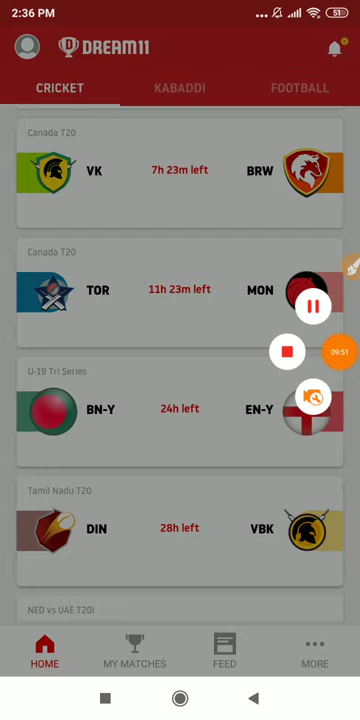 2:36 PM
51
D DREAM11
CRICKET KABADDI FOOTBALL
Canada T20
VK 7h 23m left BRW
Canada T20
TOR 11h 23m left MON
09:51
U-19 Tri Series
BN-Y 24h left EN-Y
Tamil Nadu T20
DIN 28h left VBK
NED vs UAE T20I
HOME MY MATCHES FEED MORE